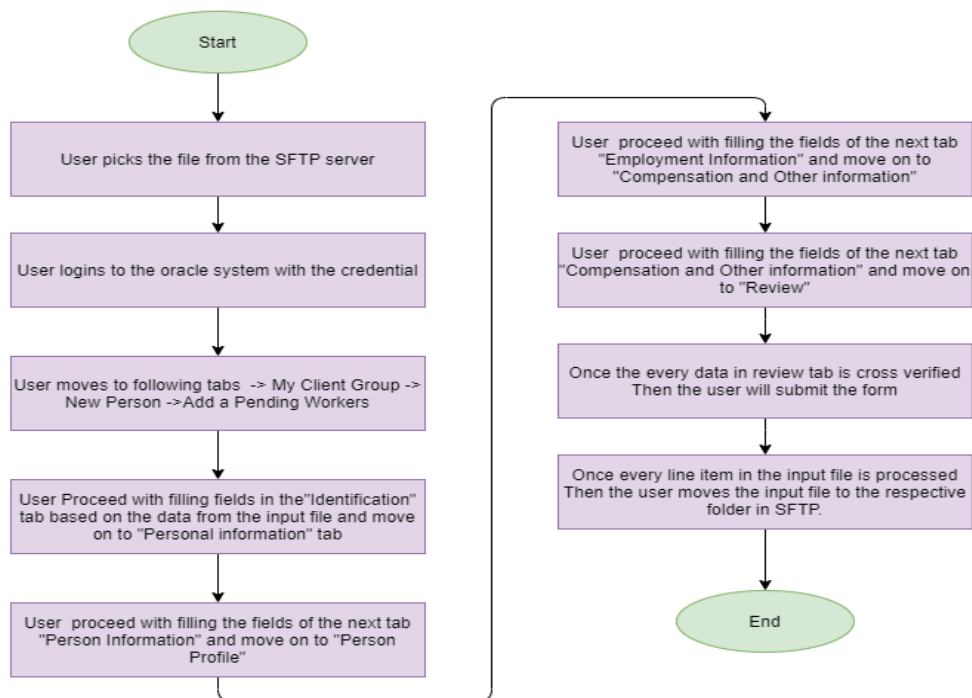 Start
User picks the file from the SFTP server
User logins to the oracle system with the credential
User moves to following tabs -> My Client Group ->
New Person ->Add a Pending Workers
User Proceed with filling fields in the"Identification"
tab based on the data from the input file and move
on to "Personal information" tab
User proceed with filling the fields of the next tab
"Person Information" and move on to "Person
Profile"
User proceed with filling the fields of the next tab
"Employment Information" and move on to
"Compensation and Other information"
User proceed with filling the fields of the next tab
"Compensation and Other information" and move on
to "Review"
Once the every data in review tab is cross verified
Then the user will submit the form
Once every line item in the input file is processed
Then the user moves the input file to the respective
folder in SFTP.
End